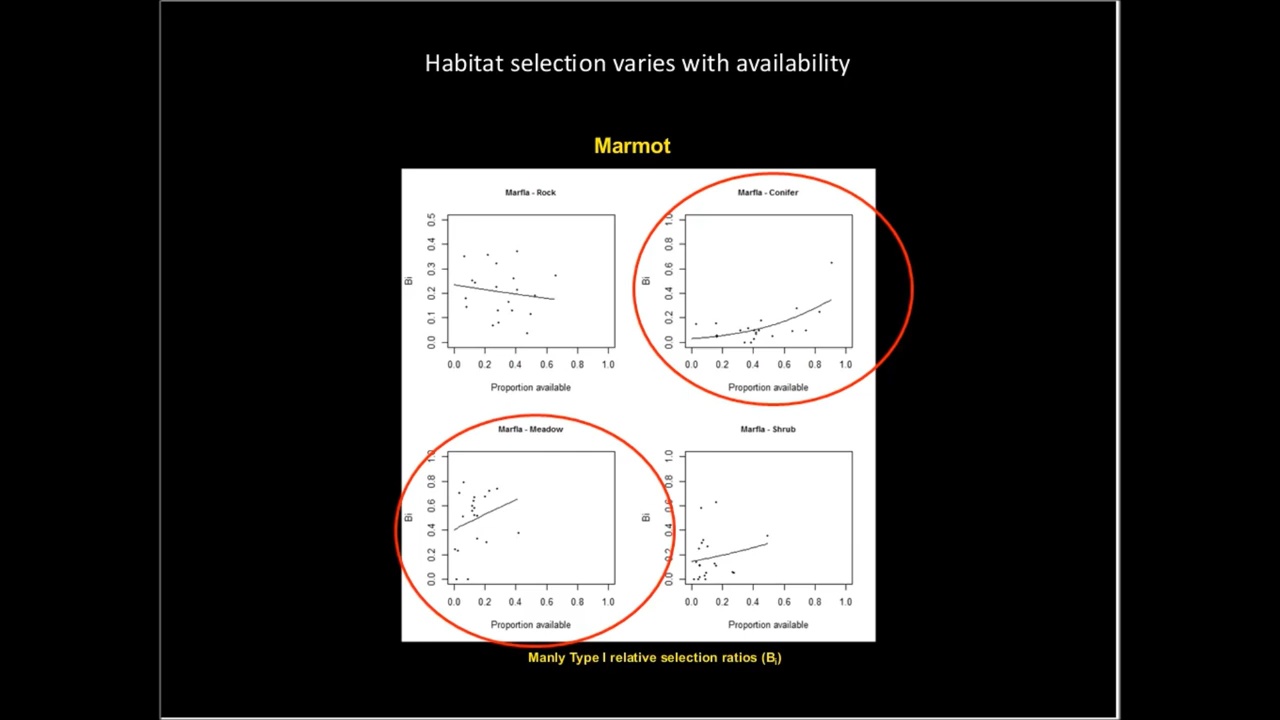 Habitat selection varies with availability
Marmot
Marfla - Rock
Bi
0.0 0.1 0.2 0.3 0.4 0.5
0.0 0.2 0.4 0.6 0.8 1.0
Proportion available
Marfla - Conifer
Bi
0.0 0.2 0.4 0.6 0.8 1.0
0.0 0.2 0.4 0.6 0.8 1.0
Proportion available
Marfla - Meadow
Bi
0.0 0.2 0.4 0.6 0.8 1.0
0.0 0.2 0.4 0.6 0.8 1.0
Proportion available
Marfla - Shrub
Bi
0.0 0.2 0.4 0.6 0.8 1.0
0.0 0.2 0.4 0.6 0.8 1.0
Proportion available
Manly Type I relative selection ratios (Bi)